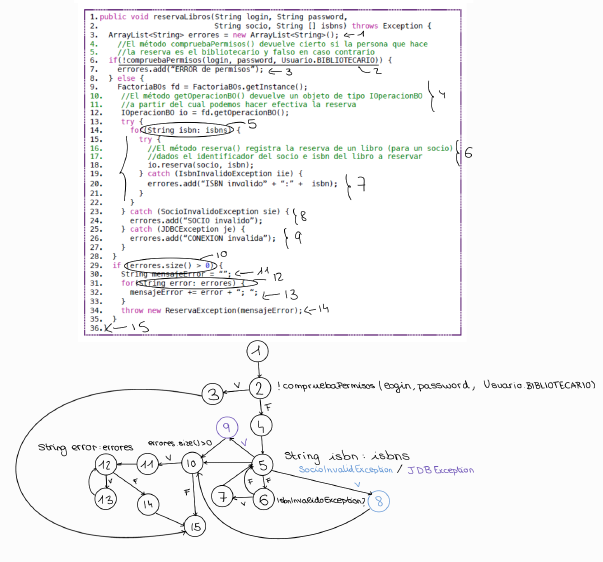 1. public void reservaLibros(String login, String password,
2. String socio, String [] isbns) throws Exception {
3. ArrayList<String> errores = new ArrayList<String>(); ← 1
4. //El método compruebaPermisos() devuelve cierto si la persona que hace
5. //la reserva es el bibliotecario y falso en caso contrario
6. if(!compruebaPermisos(login, password, Usuario.BIBLIOTECARIO)) {
7. errores.add("ERROR de permisos"); ← 3 2
8. } else {
9. FactoriaBOs fd = FactoriaBOs.getInstance();
10. //El método getOperacionBO() devuelve un objeto de tipo IOperacionBO 4
11. //a partir del cual podemos hacer efectiva la reserva
12. IOperacionBO io = fd.getOperacionBO();
13. try { 5
14. for(String isbn: isbns) {
15. try {
16. //El método reserva() registra la reserva de un libro (para un socio) 6
17. //dados el identificador del socio e isbn del libro a reservar
18. io.reserva(socio, isbn);
19. } catch (IsbnInvalidoException iie) {
20. errores.add("ISBN invalido" + ":" + isbn); 7
21. }
22. }
23. } catch (SocioInvalidoException sie) { 8
24. errores.add("SOCIO invalido");
25. } catch (JDBCException je) { 9
26. errores.add("CONEXION invalida");
27. }
28. } 10
29. if (errores.size() > 0) {
30. String mensajeError = ""; ← 11
31. for(String error: errores) { 12
32. mensajeError += error + "; "; ← 13
33. }
34. throw new ReservaException(mensajeError); ← 14
35. }
36. } ← 15
1
2 !compruebaPermisos (login, password, Usuario.BIBLIOTECARIO)
3 V
F
4
9
String error: errores errores.size()>0 V String isbn : isbns
12 11 V 10 5 SocioInvalidException / JDBException
V F F F F V
13 14 7 V 6 IsbnInvalidoException? 8
15